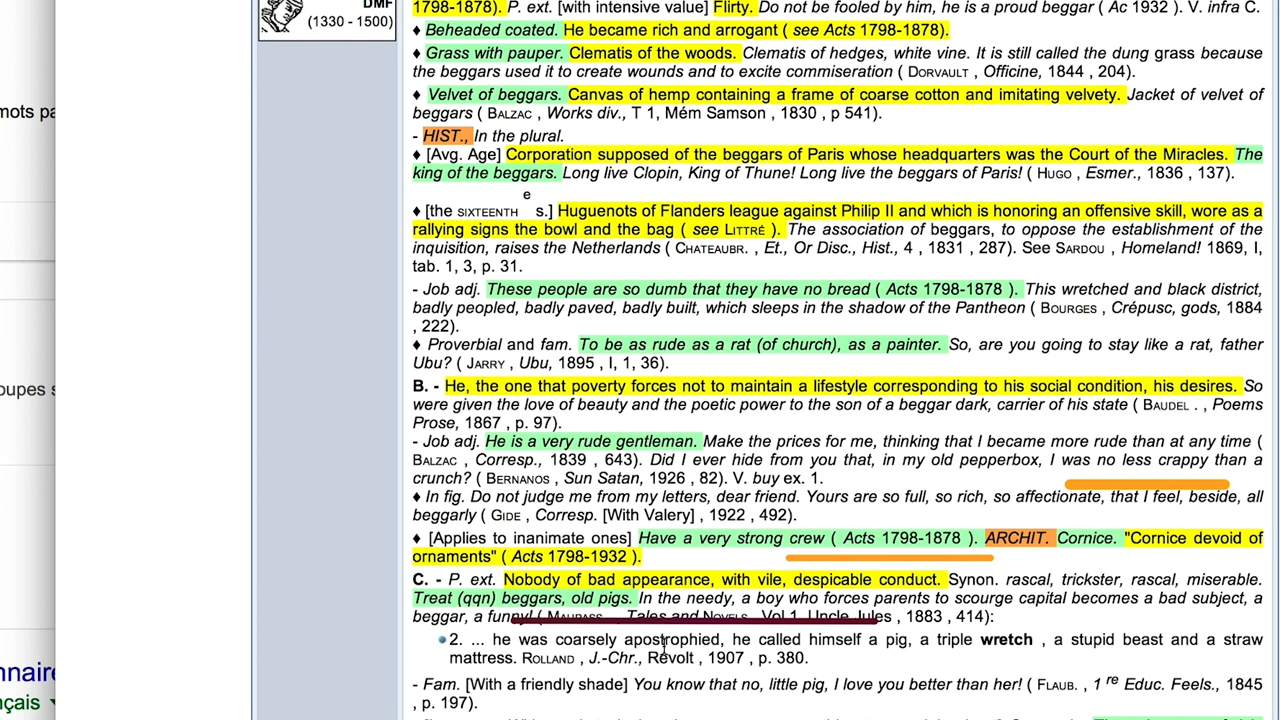 DMF
(1330 - 1500)
mots pa
oupes s
nnaire
nçais
1798-1878). P. ext. [with intensive value] Flirty. Do not be fooled by him, he is a proud beggar ( Ac 1932 ). V. infra C.
♦ Beheaded coated. He became rich and arrogant ( see Acts 1798-1878).
♦ Grass with pauper. Clematis of the woods. Clematis of hedges, white vine. It is still called the dung grass because
the beggars used it to create wounds and to excite commiseration ( DORVAULT , Officine, 1844 , 204).
♦ Velvet of beggars. Canvas of hemp containing a frame of coarse cotton and imitating velvety. Jacket of velvet of
beggars ( BALZAC , Works div., T 1, Mém Samson , 1830 , p 541).
- HIST., In the plural.
♦ [Avg. Age] Corporation supposed of the beggars of Paris whose headquarters was the Court of the Miracles. The
king of the beggars. Long live Clopin, King of Thune! Long live the beggars of Paris! ( HUGO , Esmer., 1836 , 137).
♦ [the SIXTEENTH e s.] Huguenots of Flanders league against Philip II and which is honoring an offensive skill, wore as a
rallying signs the bowl and the bag ( see LITTRÉ ). The association of beggars, to oppose the establishment of the
inquisition, raises the Netherlands ( CHATEAUBR. , Et., Or Disc., Hist., 4 , 1831 , 287). See SARDOU , Homeland! 1869, I,
tab. 1, 3, p. 31.
- Job adj. These people are so dumb that they have no bread ( Acts 1798-1878 ). This wretched and black district,
badly peopled, badly paved, badly built, which sleeps in the shadow of the Pantheon ( BOURGES , Crépusc, gods, 1884
, 222).
♦ Proverbial and fam. To be as rude as a rat (of church), as a painter. So, are you going to stay like a rat, father
Ubu? ( JARRY , Ubu, 1895 , I, 1, 36).
B. - He, the one that poverty forces not to maintain a lifestyle corresponding to his social condition, his desires. So
were given the love of beauty and the poetic power to the son of a beggar dark, carrier of his state ( BAUDEL . , Poems
Prose, 1867 , p. 97).
- Job adj. He is a very rude gentleman. Make the prices for me, thinking that I became more rude than at any time (
BALZAC , Corresp., 1839 , 643). Did I ever hide from you that, in my old pepperbox, I was no less crappy than a
crunch? ( BERNANOS , Sun Satan, 1926 , 82). V. buy ex. 1.
♦ In fig. Do not judge me from my letters, dear friend. Yours are so full, so rich, so affectionate, that I feel, beside, all
beggarly ( GIDE , Corresp. [With Valery] , 1922 , 492).
♦ [Applies to inanimate ones] Have a very strong crew ( Acts 1798-1878 ). ARCHIT. Cornice. "Cornice devoid of
ornaments" ( Acts 1798-1932 ).
C. - P. ext. Nobody of bad appearance, with vile, despicable conduct. Synon. rascal, trickster, rascal, miserable.
Treat (qqn) beggars, old pigs. In the needy, a boy who forces parents to scourge capital becomes a bad subject, a
beggar, a funny! ( MAUPASS. , Tales and NOVELS , Vol 1, Uncle Jules , 1883 , 414):
2. ... he was coarsely apostrophied, he called himself a pig, a triple wretch , a stupid beast and a straw
mattress. ROLLAND , J.-Chr., Revolt , 1907 , p. 380.
- Fam. [With a friendly shade] You know that no, little pig, I love you better than her! ( FLAUB. , 1 re Educ. Feels., 1845
, p. 197).